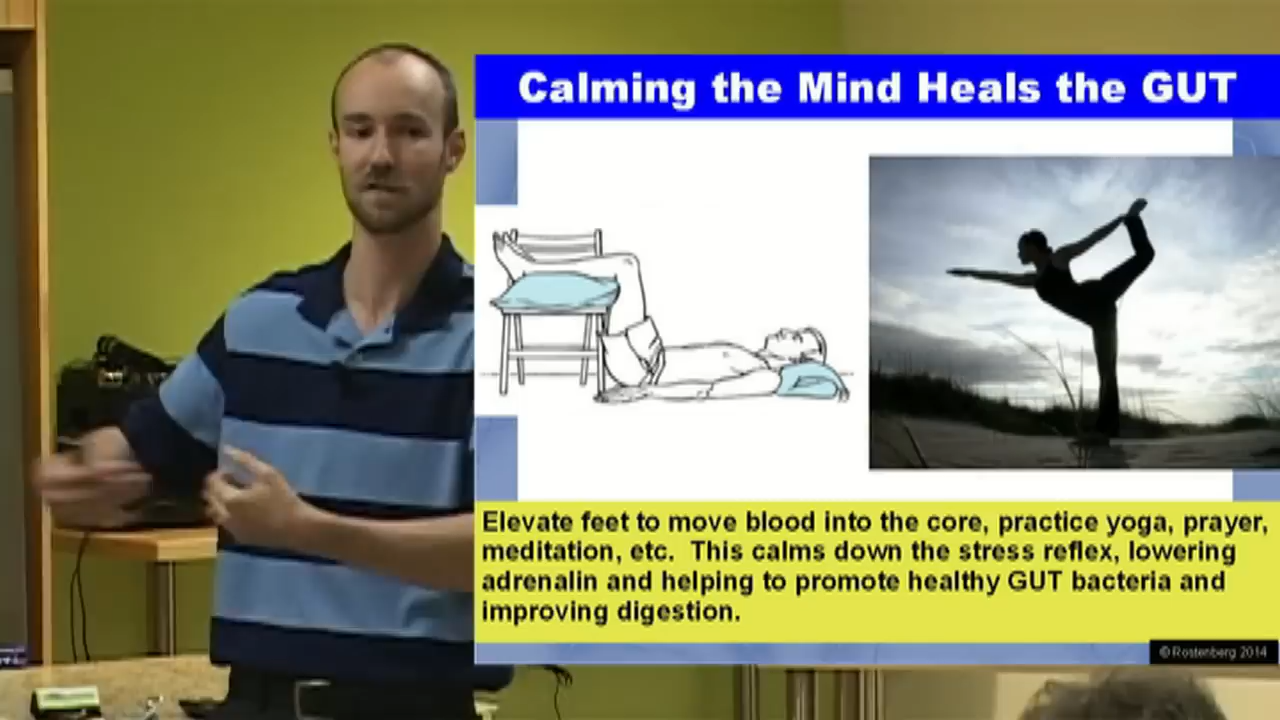 Calming the Mind Heals the GUT
Elevate feet to move blood into the core, practice yoga, prayer,
meditation, etc. This calms down the stress reflex, lowering
adrenalin and helping to promote healthy GUT bacteria and
improving digestion.
© Rostenberg 2014